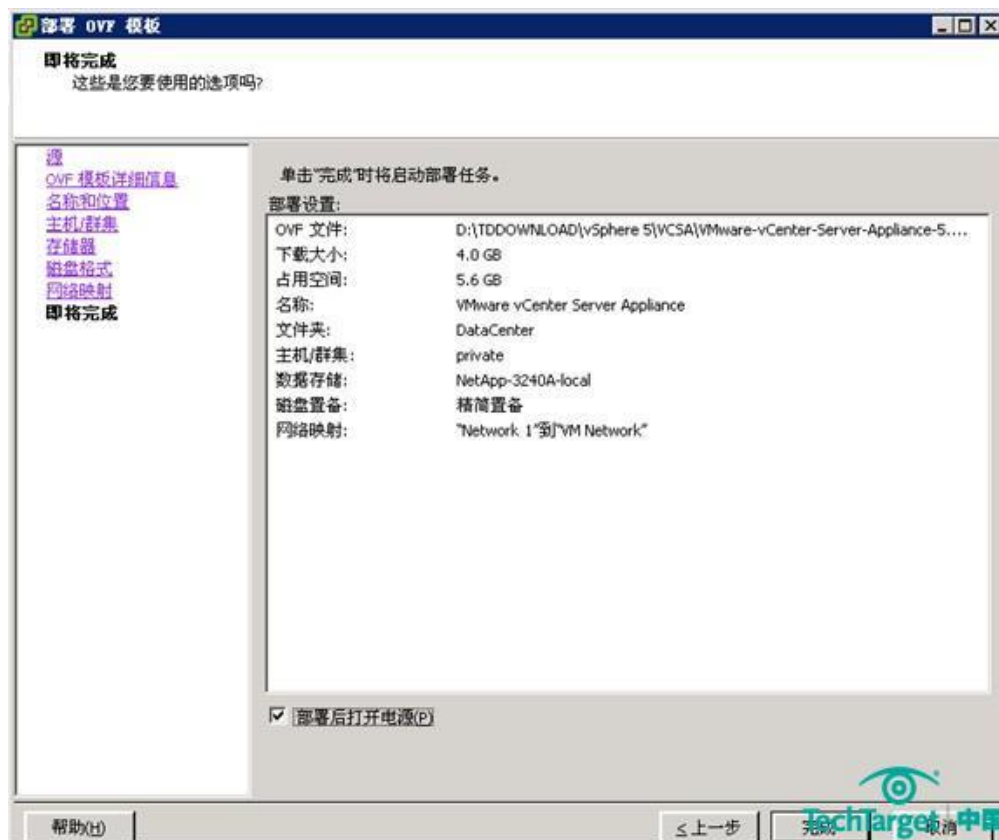 部署 OVF 模板
即将完成
这些是您要使用的选项吗?
源
OVF 模板详细信息
名称和位置
主机/群集
存储器
磁盘格式
网络映射
即将完成
单击"完成"时将启动部署任务。
部署设置:
OVF 文件: D:\TDDOWNLOAD\vSphere 5\VCSA\VMware-vCenter-Server-Appliance-5....
下载大小: 4.0 GB
占用空间: 5.6 GB
名称: VMware vCenter Server Appliance
文件夹: DataCenter
主机/群集: private
数据存储: NetApp-3240A-local
磁盘置备: 精简置备
网络映射: "Network 1"到"VM Network"
部署后打开电源(P)
帮助(H)
≤上一步
完成
取消
TechTarget 中国